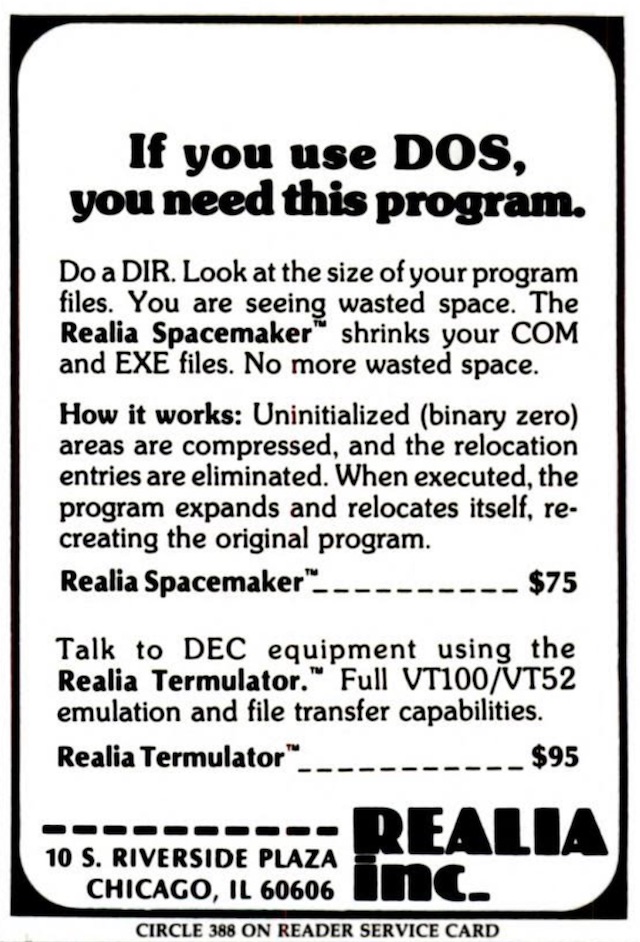 If you use DOS,
you need this program.
Do a DIR. Look at the size of your program
files. You are seeing wasted space. The
Realia Spacemaker™ shrinks your COM
and EXE files. No more wasted space.
How it works: Uninitialized (binary zero)
areas are compressed, and the relocation
entries are eliminated. When executed, the
program expands and relocates itself, re-
creating the original program.
Realia Spacemaker™__________ $75
Talk to DEC equipment using the
Realia Termulator.™ Full VT100/VT52
emulation and file transfer capabilities.
Realia Termulator™___________ $95
10 S. RIVERSIDE PLAZA
CHICAGO, IL 60606
REALIA
inc.
CIRCLE 388 ON READER SERVICE CARD